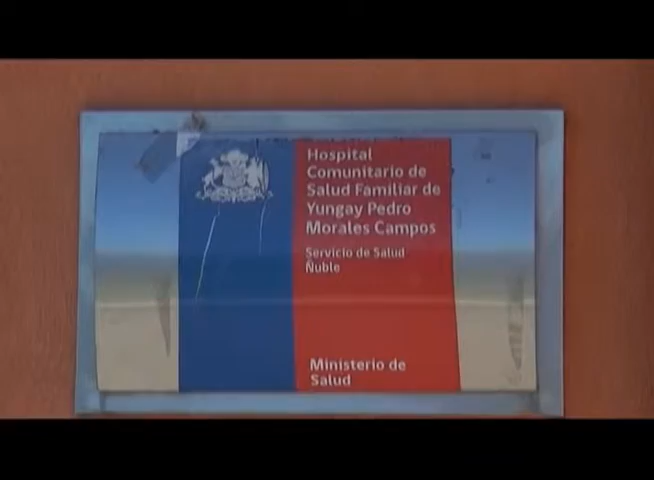 Hospital
Comunitario de
Salud Familiar de
Yungay Pedro
Morales Campos
Servicio de Salud
Ñuble
Ministerio de
Salud